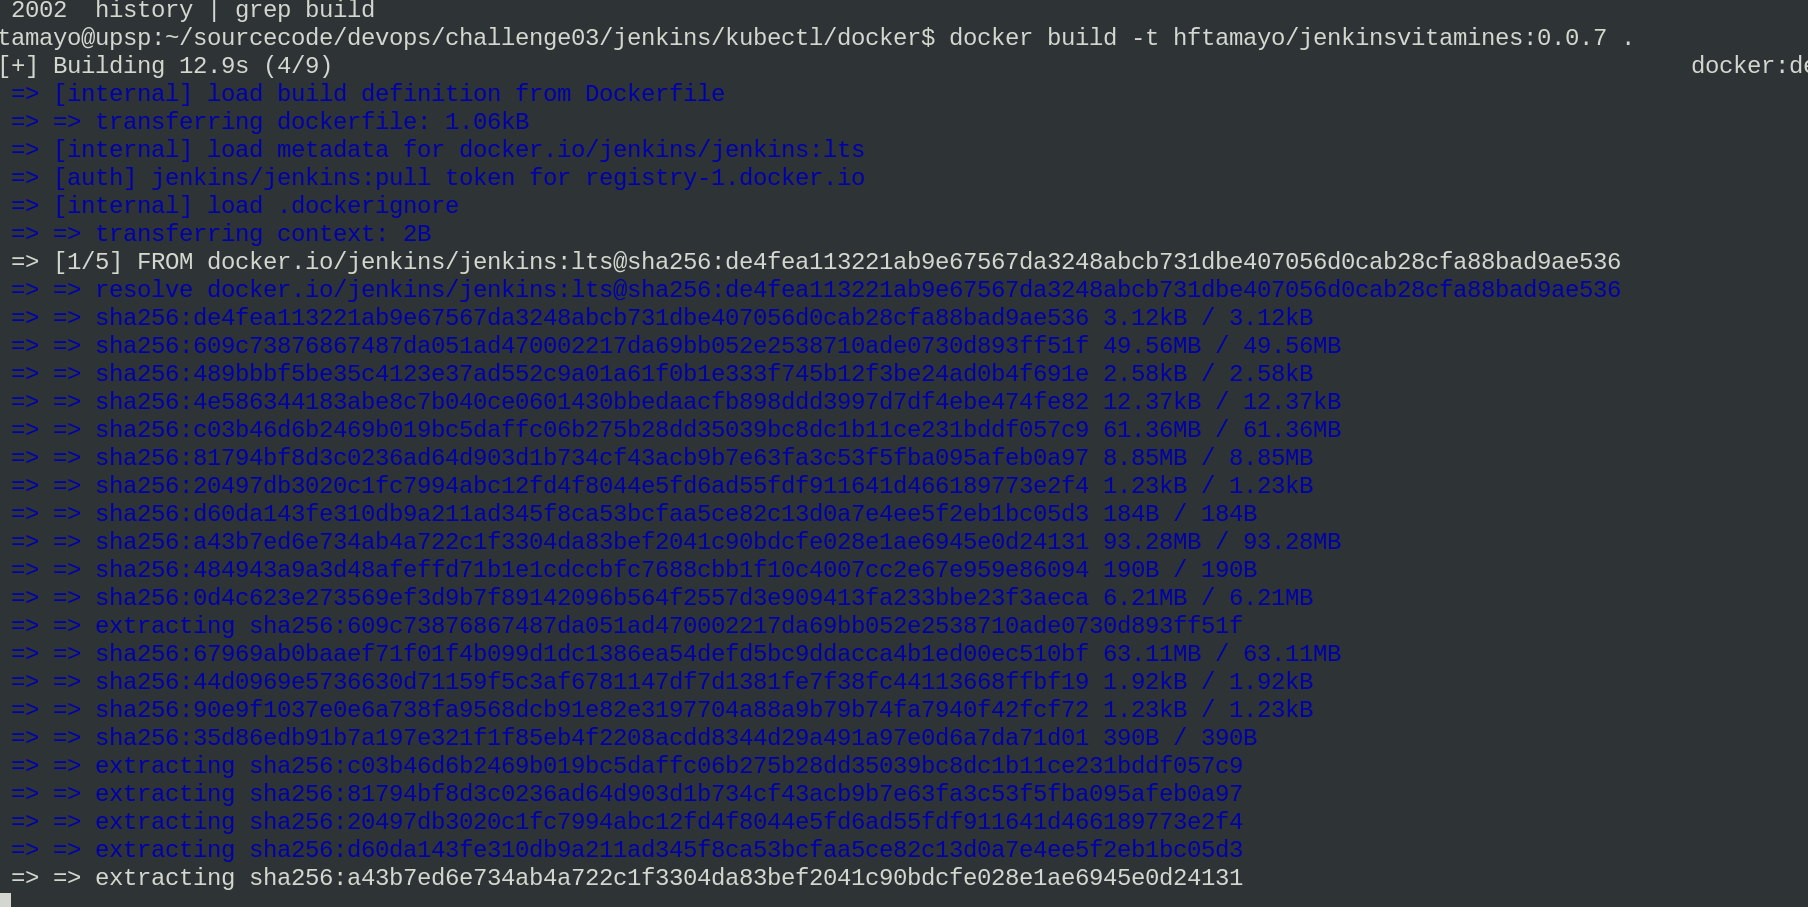 2002  history | grep build
tamayo@upsp:~/sourcecode/devops/challenge03/jenkins/kubectl/docker$ docker build -t hftamayo/jenkinsvitamines:0.0.7 .
[+] Building 12.9s (4/9) docker:de
=> [internal] load build definition from Dockerfile
=> => transferring dockerfile: 1.06kB
=> [internal] load metadata for docker.io/jenkins/jenkins:lts
=> [auth] jenkins/jenkins:pull token for registry-1.docker.io
=> [internal] load .dockerignore
=> => transferring context: 2B
=> [1/5] FROM docker.io/jenkins/jenkins:lts@sha256:de4fea113221ab9e67567da3248abcb731dbe407056d0cab28cfa88bad9ae536
=> => resolve docker.io/jenkins/jenkins:lts@sha256:de4fea113221ab9e67567da3248abcb731dbe407056d0cab28cfa88bad9ae536
=> => sha256:de4fea113221ab9e67567da3248abcb731dbe407056d0cab28cfa88bad9ae536 3.12kB / 3.12kB
=> => sha256:609c73876867487da051ad470002217da69bb052e2538710ade0730d893ff51f 49.56MB / 49.56MB
=> => sha256:489bbbf5be35c4123e37ad552c9a01a61f0b1e333f745b12f3be24ad0b4f691e 2.58kB / 2.58kB
=> => sha256:4e586344183abe8c7b040ce0601430bbedaacfb898ddd3997d7df4ebe474fe82 12.37kB / 12.37kB
=> => sha256:c03b46d6b2469b019bc5daffc06b275b28dd35039bc8dc1b11ce231bddf057c9 61.36MB / 61.36MB
=> => sha256:81794bf8d3c0236ad64d903d1b734cf43acb9b7e63fa3c53f5fba095afeb0a97 8.85MB / 8.85MB
=> => sha256:20497db3020c1fc7994abc12fd4f8044e5fd6ad55fdf911641d466189773e2f4 1.23kB / 1.23kB
=> => sha256:d60da143fe310db9a211ad345f8ca53bcfaa5ce82c13d0a7e4ee5f2eb1bc05d3 184B / 184B
=> => sha256:a43b7ed6e734ab4a722c1f3304da83bef2041c90bdcfe028e1ae6945e0d24131 93.28MB / 93.28MB
=> => sha256:484943a9a3d48afeffd71b1e1cdccbfc7688cbb1f10c4007cc2e67e959e86094 190B / 190B
=> => sha256:0d4c623e273569ef3d9b7f89142096b564f2557d3e909413fa233bbe23f3aeca 6.21MB / 6.21MB
=> => extracting sha256:609c73876867487da051ad470002217da69bb052e2538710ade0730d893ff51f
=> => sha256:67969ab0baaef71f01f4b099d1dc1386ea54defd5bc9ddacca4b1ed00ec510bf 63.11MB / 63.11MB
=> => sha256:44d0969e5736630d71159f5c3af6781147df7d1381fe7f38fc44113668ffbf19 1.92kB / 1.92kB
=> => sha256:90e9f1037e0e6a738fa9568dcb91e82e3197704a88a9b79b74fa7940f42fcf72 1.23kB / 1.23kB
=> => sha256:35d86edb91b7a197e321f1f85eb4f2208acdd8344d29a491a97e0d6a7da71d01 390B / 390B
=> => extracting sha256:c03b46d6b2469b019bc5daffc06b275b28dd35039bc8dc1b11ce231bddf057c9
=> => extracting sha256:81794bf8d3c0236ad64d903d1b734cf43acb9b7e63fa3c53f5fba095afeb0a97
=> => extracting sha256:20497db3020c1fc7994abc12fd4f8044e5fd6ad55fdf911641d466189773e2f4
=> => extracting sha256:d60da143fe310db9a211ad345f8ca53bcfaa5ce82c13d0a7e4ee5f2eb1bc05d3
=> => extracting sha256:a43b7ed6e734ab4a722c1f3304da83bef2041c90bdcfe028e1ae6945e0d24131